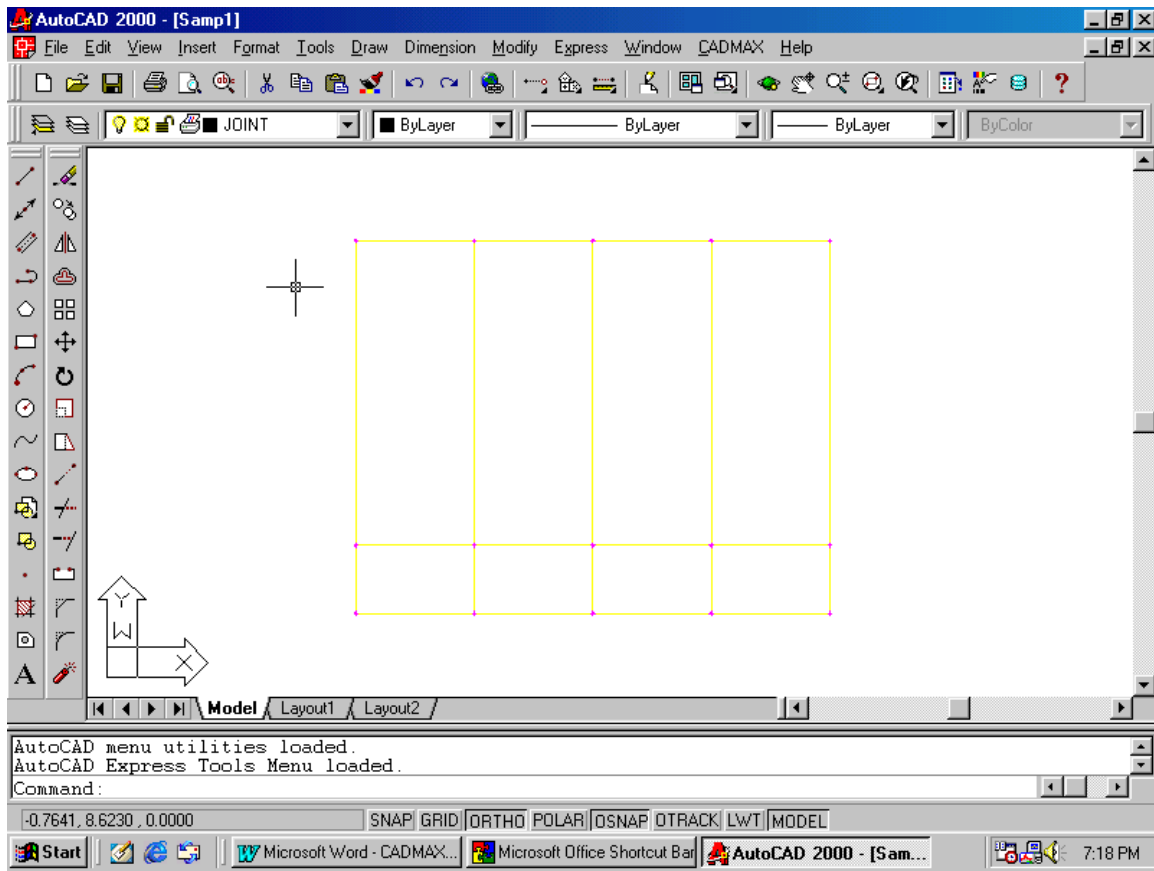 AutoCAD 2000 - [Samp1]
File Edit View Insert Format Tools Draw Dimension Modify Express Window CADMAX Help
JOINT ByLayer ByLayer ByLayer ByColor
A
Y
W
X
Model Layout1 Layout2
AutoCAD menu utilities loaded.
AutoCAD Express Tools Menu loaded.
Command:
-0.7641, 8.6230 , 0.0000 SNAP GRID ORTHO POLAR OSNAP OTRACK LWT MODEL
Start Microsoft Word - CADMAX... Microsoft Office Shortcut Bar AutoCAD 2000 - [Sam... 7:18 PM